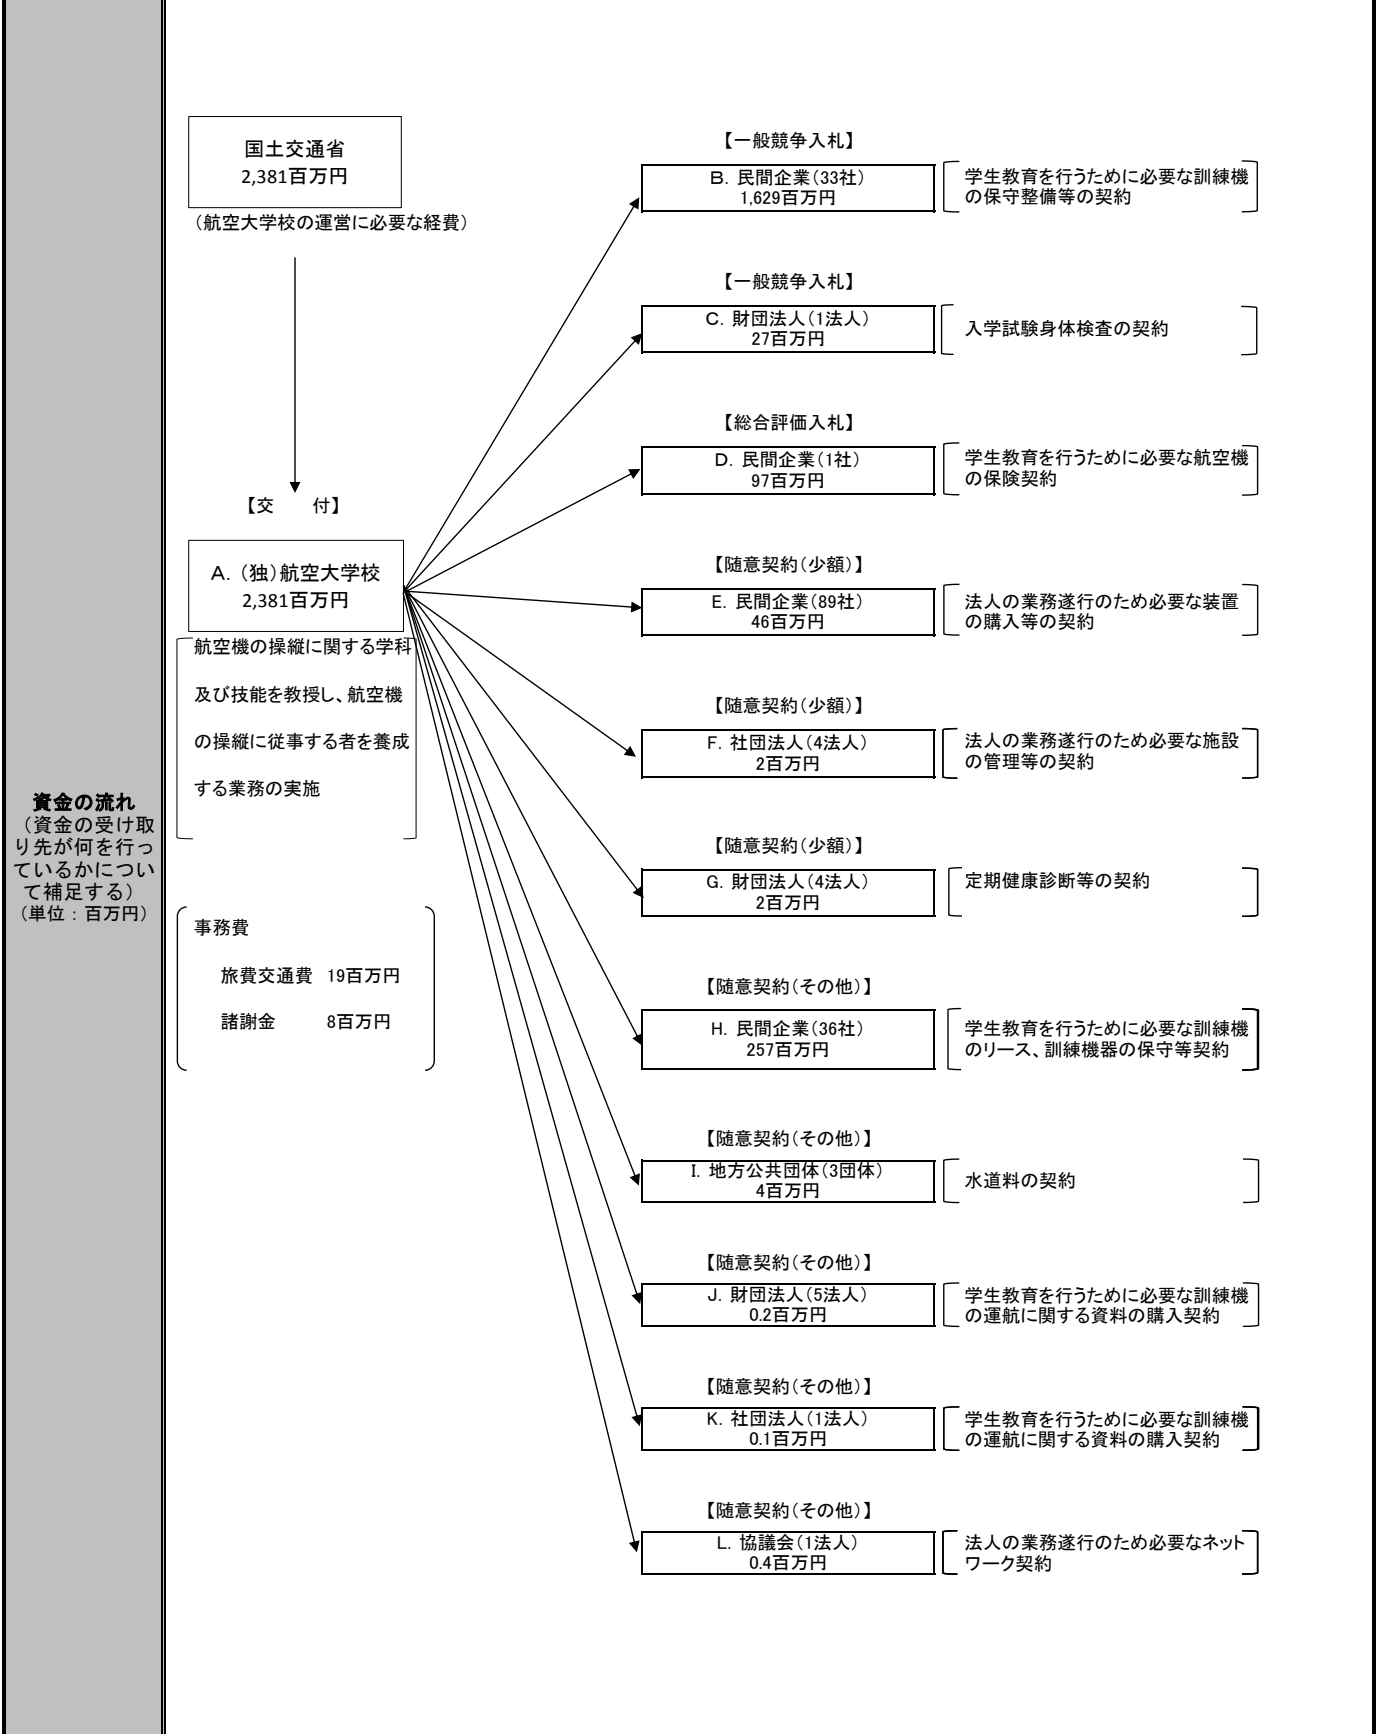 資金の流れ
（資金の受け取
り先が何を行っ
ているかについ
て補足する）
（単位：百万円）
国土交通省
2,381百万円
（航空大学校の運営に必要な経費）
【交　　付】
A.（独）航空大学校
2,381百万円
航空機の操縦に関する学科
及び技能を教授し、航空機
の操縦に従事する者を養成
する業務の実施
事務費
旅費交通費　19百万円
諸謝金　　　8百万円
【一般競争入札】
B. 民間企業（33社）
1,629百万円
学生教育を行うために必要な訓練機
の保守整備等の契約
【一般競争入札】
C. 財団法人（1法人）
27百万円
入学試験身体検査の契約
【総合評価入札】
D. 民間企業（1社）
97百万円
学生教育を行うために必要な航空機
の保険契約
【随意契約（少額）】
E. 民間企業（89社）
46百万円
法人の業務遂行のため必要な装置
の購入等の契約
【随意契約（少額）】
F. 社団法人（4法人）
2百万円
法人の業務遂行のため必要な施設
の管理等の契約
【随意契約（少額）】
G. 財団法人（4法人）
2百万円
定期健康診断等の契約
【随意契約（その他）】
H. 民間企業（36社）
257百万円
学生教育を行うために必要な訓練機
のリース、訓練機器の保守等契約
【随意契約（その他）】
I. 地方公共団体（3団体）
4百万円
水道料の契約
【随意契約（その他）】
J. 財団法人（5法人）
0.2百万円
学生教育を行うために必要な訓練機
の運航に関する資料の購入契約
【随意契約（その他）】
K. 社団法人（1法人）
0.1百万円
学生教育を行うために必要な訓練機
の運航に関する資料の購入契約
【随意契約（その他）】
L. 協議会（1法人）
0.4百万円
法人の業務遂行のため必要なネット
ワーク契約